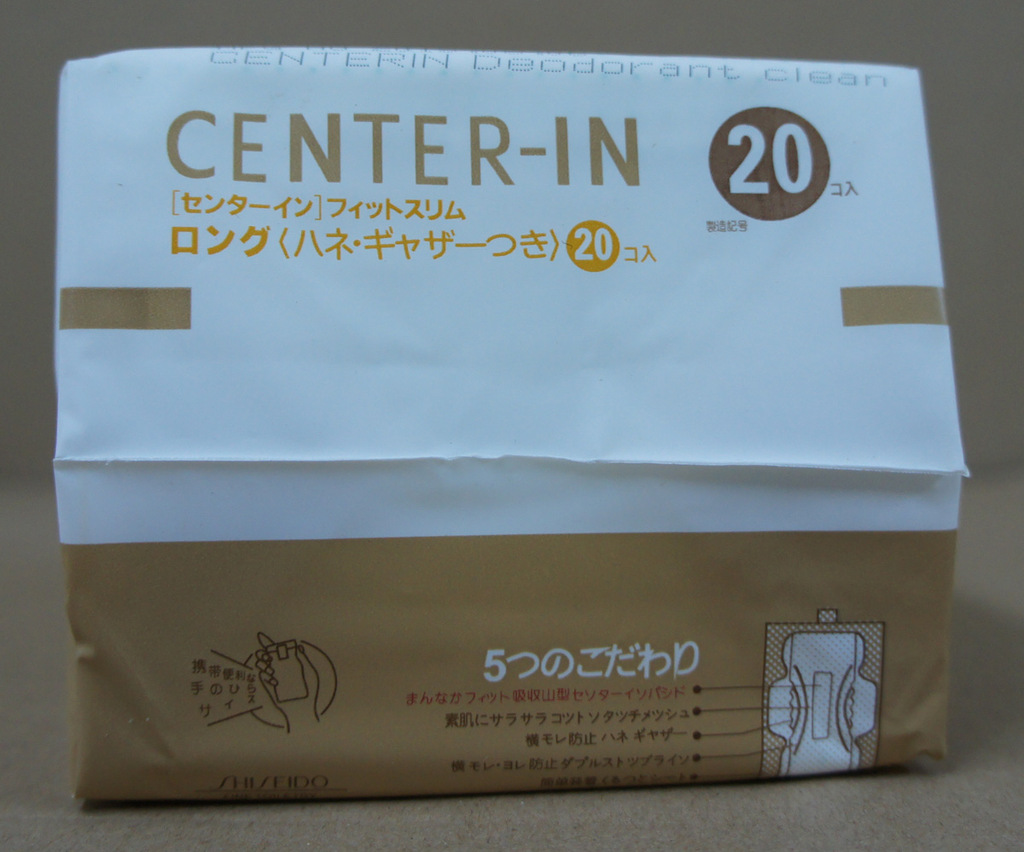 CENTERIN Deodorant clean
CENTER-IN
20コ入
[センターイン]フィットスリム
製造記号
ロング〈ハネ・ギャザーつき〉20コ入
5つのこだわり
携帯便利なら
手のひらサイズ
まんなかフィット吸収山型センターインパッド
素肌にサラサラコットンタッチメッシュ
横モレ防止ハネギャザー
横モレ・ヨレ防止ダブルストップライン
SHISEIDO